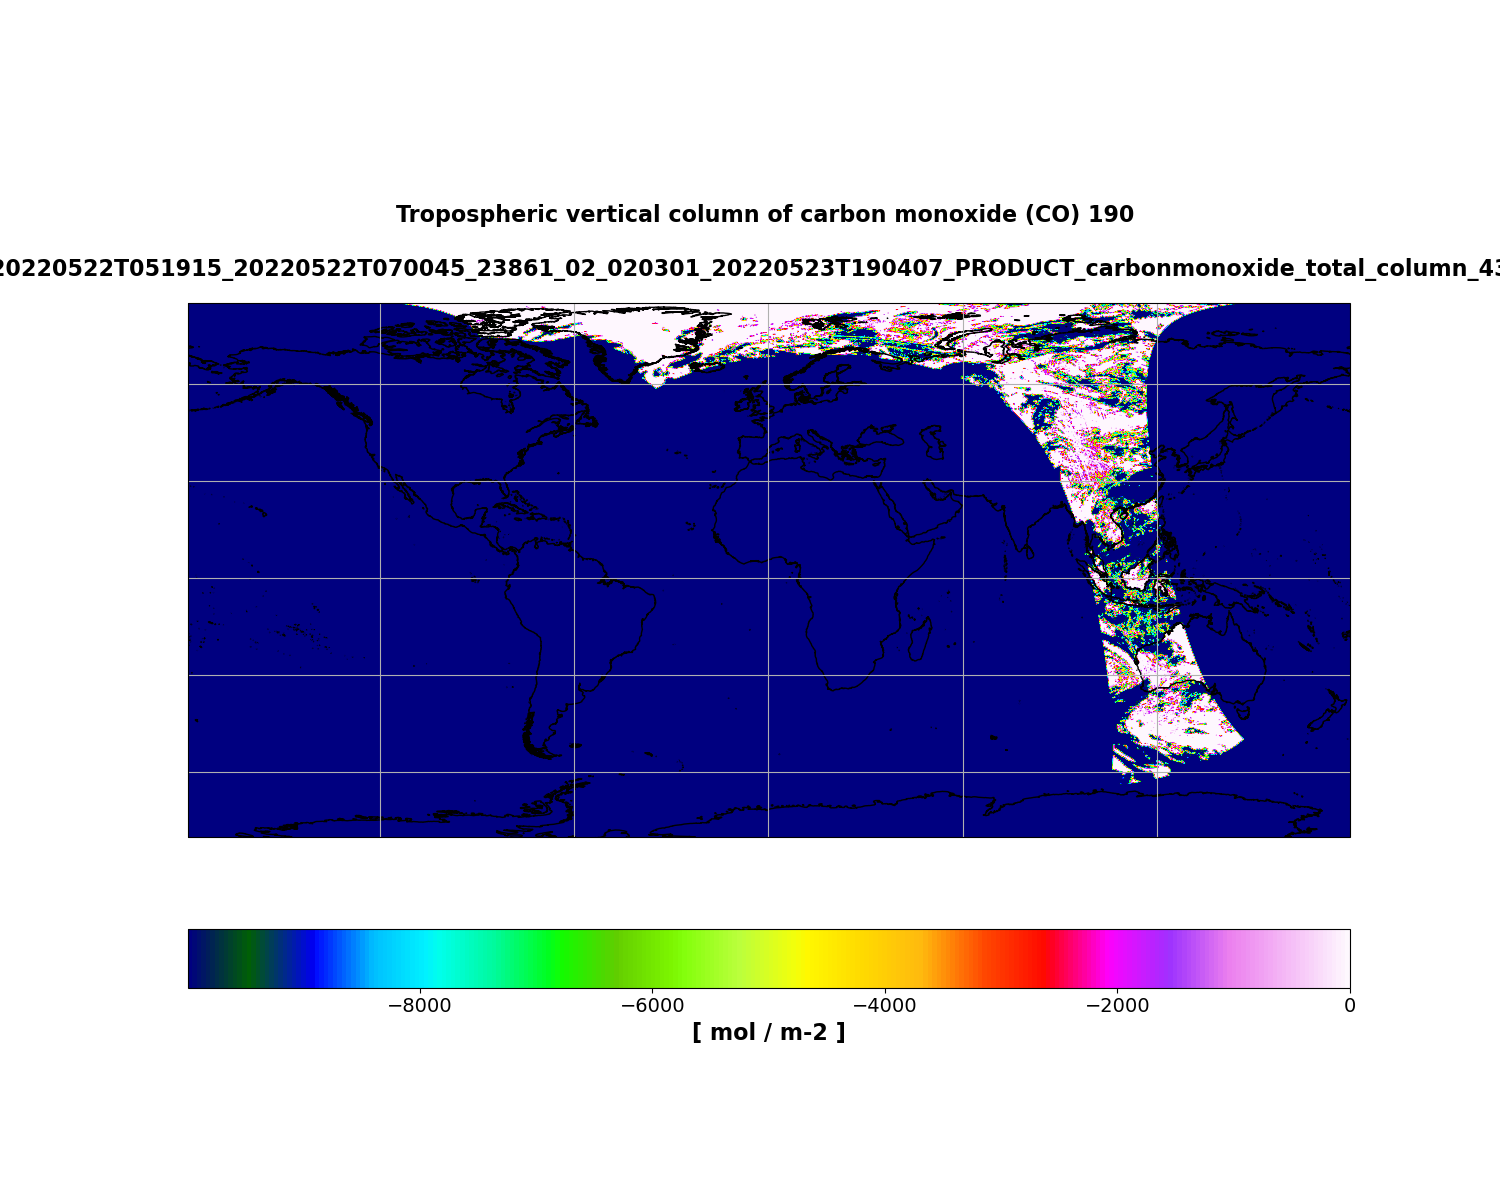 Tropospheric vertical column of carbon monoxide (CO) 190
20220522T051915_20220522T070045_23861_02_020301_20220523T190407_PRODUCT_carbonmonoxide_total_column_43
−8000 −6000 −4000 −2000 0
[ mol / m-2 ]